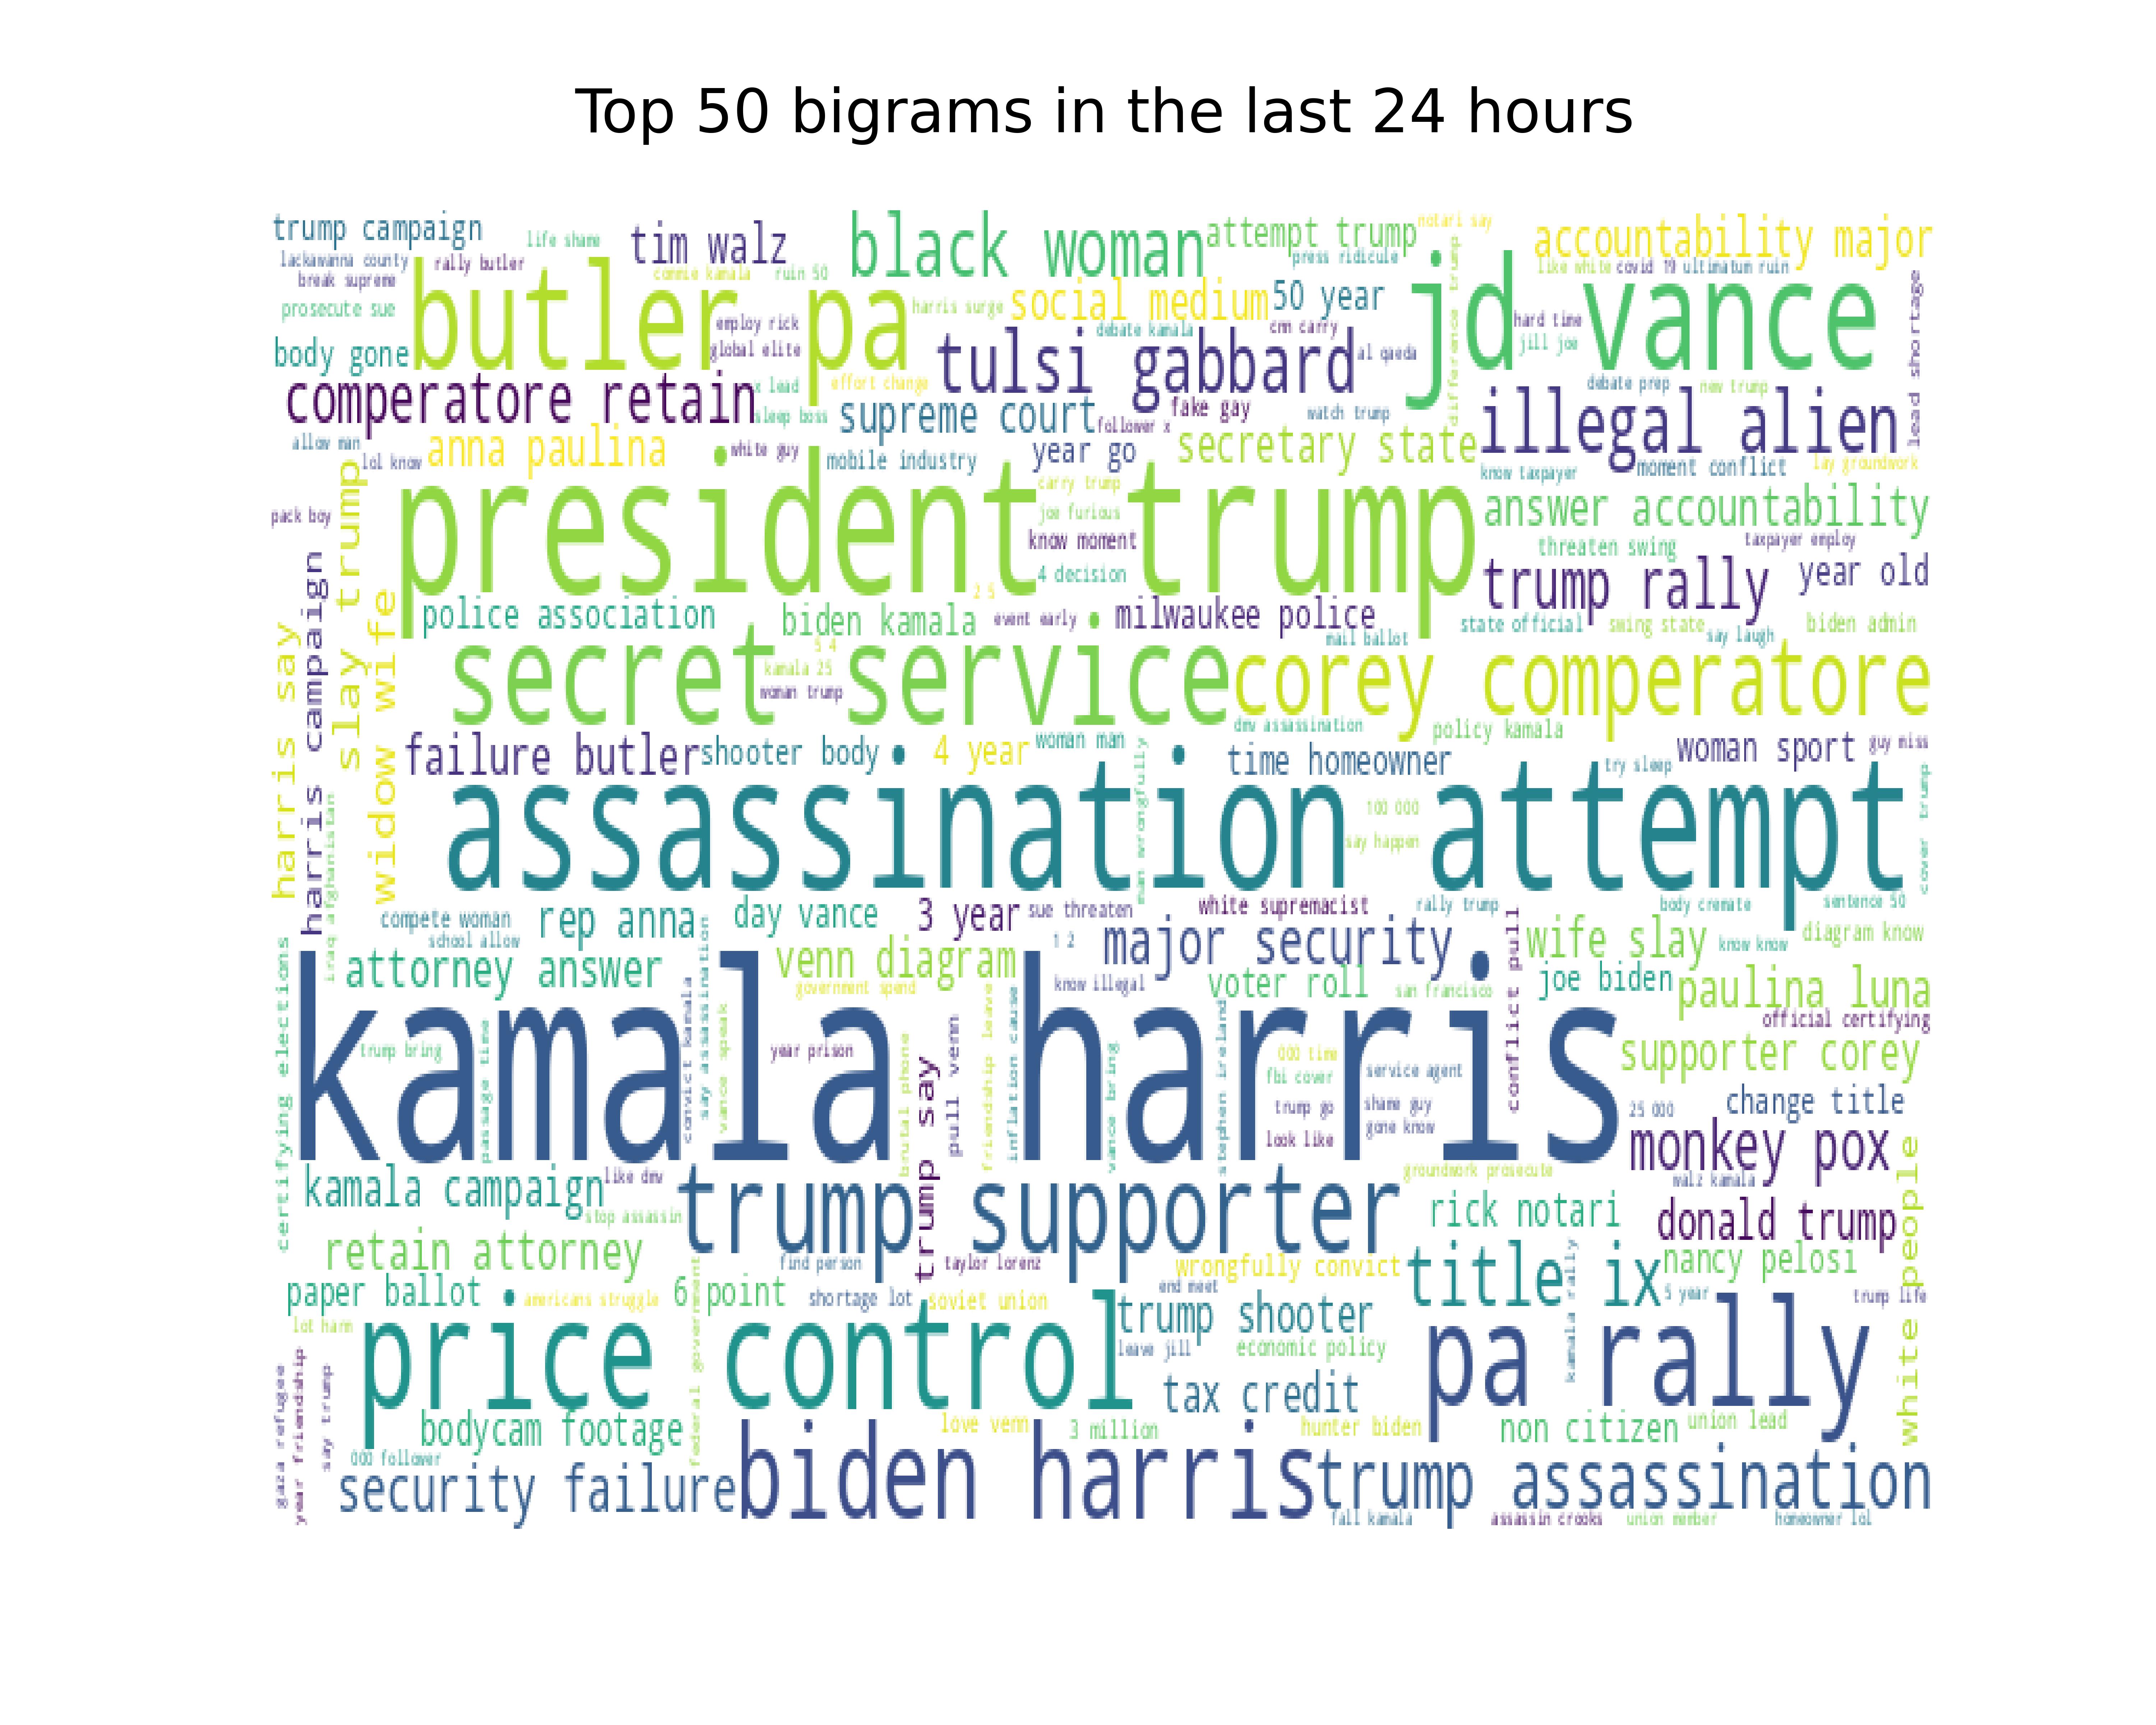 Top 50 bigrams in the last 24 hours
trump campaign
life share
tim walz
black woman
attempt trump
notari say
accountability major
lackawanna county
rally butler
connie kamala
ruin 50
press ridicule
like white
covid 19
ultimatum ruin
break supreme
prosecute sue
butler pa
harris surge
social medium
50 year
jd vance
lead shortage
difference trump
employ rick
debate kamala
cnn carry
hard time
body gone
global elite
tulsi gabbard
al qaeda
jill joe
comperatore retain
x lead
effort change
debate prep
new trump
sleep boss
supreme court
fake gay
watch trump
illegal alien
follower x
allow man
lol know
anna paulina
white guy
mobile industry
year go
secretary state
know taxpayer
moment conflict
lay groundwork
president trump
carry trump
joe furious
know moment
4 decision
2 5
pack boy
answer accountability
threaten swing
taxpayer employ
trump rally
year old
slay trump
widow wife
harris say
harris campaign
police association
biden kamala
event early
milwaukee police
state official
swing state
say laugh
biden admin
mail ballot
5 4
secret service
kamala 25
woman trump
corey comperatore
dmv assassination
policy kamala
failure butler
shooter body
4 year
woman man
time homeowner
try sleep
woman sport
guy miss
assassination attempt
man wrongfully
100 000
say happen
cover trump
iraq afghanistan
compete woman
school allow
rep anna
day vance
3 year
sue threaten
white supremacist
rally trump
body cremate
sentence 50
1 2
major security
wife slay
know know
diagram know
attorney answer
venn diagram
government spend
know illegal
voter roll
san francisco
joe biden
paulina luna
official certifying
conflict pull
kamala harris
certifying elections
trump bring
passage time
convict kamala
say assassination
vance speak
year prison
brutal phone
trump say
pull venn
friendship leave
inflation cause
vance bring
stephen ireland
000 time
fbi cover
service agent
trump go
share guy
gone know
look like
supporter corey
25 000
change title
monkey pox
walz kamala
kamala campaign
like dmv
stop assassin
trump supporter
groundwork prosecute
rick notari
donald trump
white people
retain attorney
find person
taylor lorenz
wrongfully convict
title ix
nancy pelosi
paper ballot
americans struggle
6 point
shortage lot
soviet union
end meet
5 year
trump life
lot harm
price control
federal government
trump shooter
leave jill
economic policy
kamala rally
pa rally
tax credit
gaza refugee
year friendship
say trump
bodycam footage
love venn
3 million
hunter biden
non citizen
union lead
000 follower
security failure
biden harris
trump assassination
fall kamala
assassin crooks
union member
homeowner lol